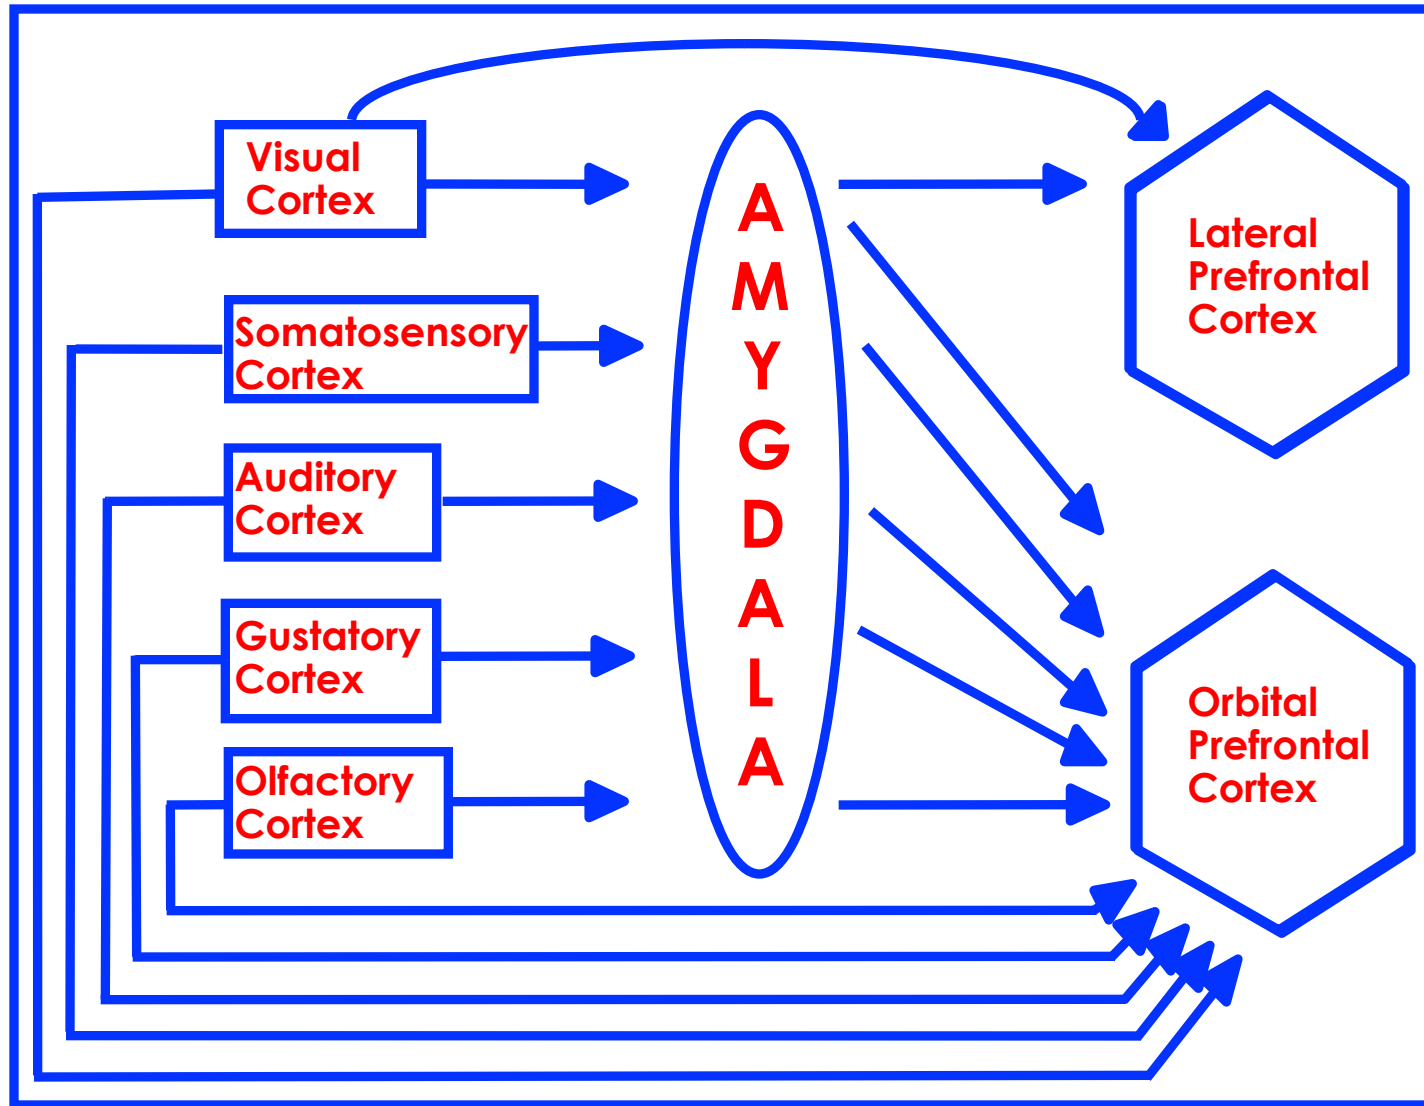 Visual
Cortex
Somatosensory
Cortex
Auditory
Cortex
Gustatory
Cortex
Olfactory
Cortex
A
M
Y
G
D
A
L
A
Lateral
Prefrontal
Cortex
Orbital
Prefrontal
Cortex